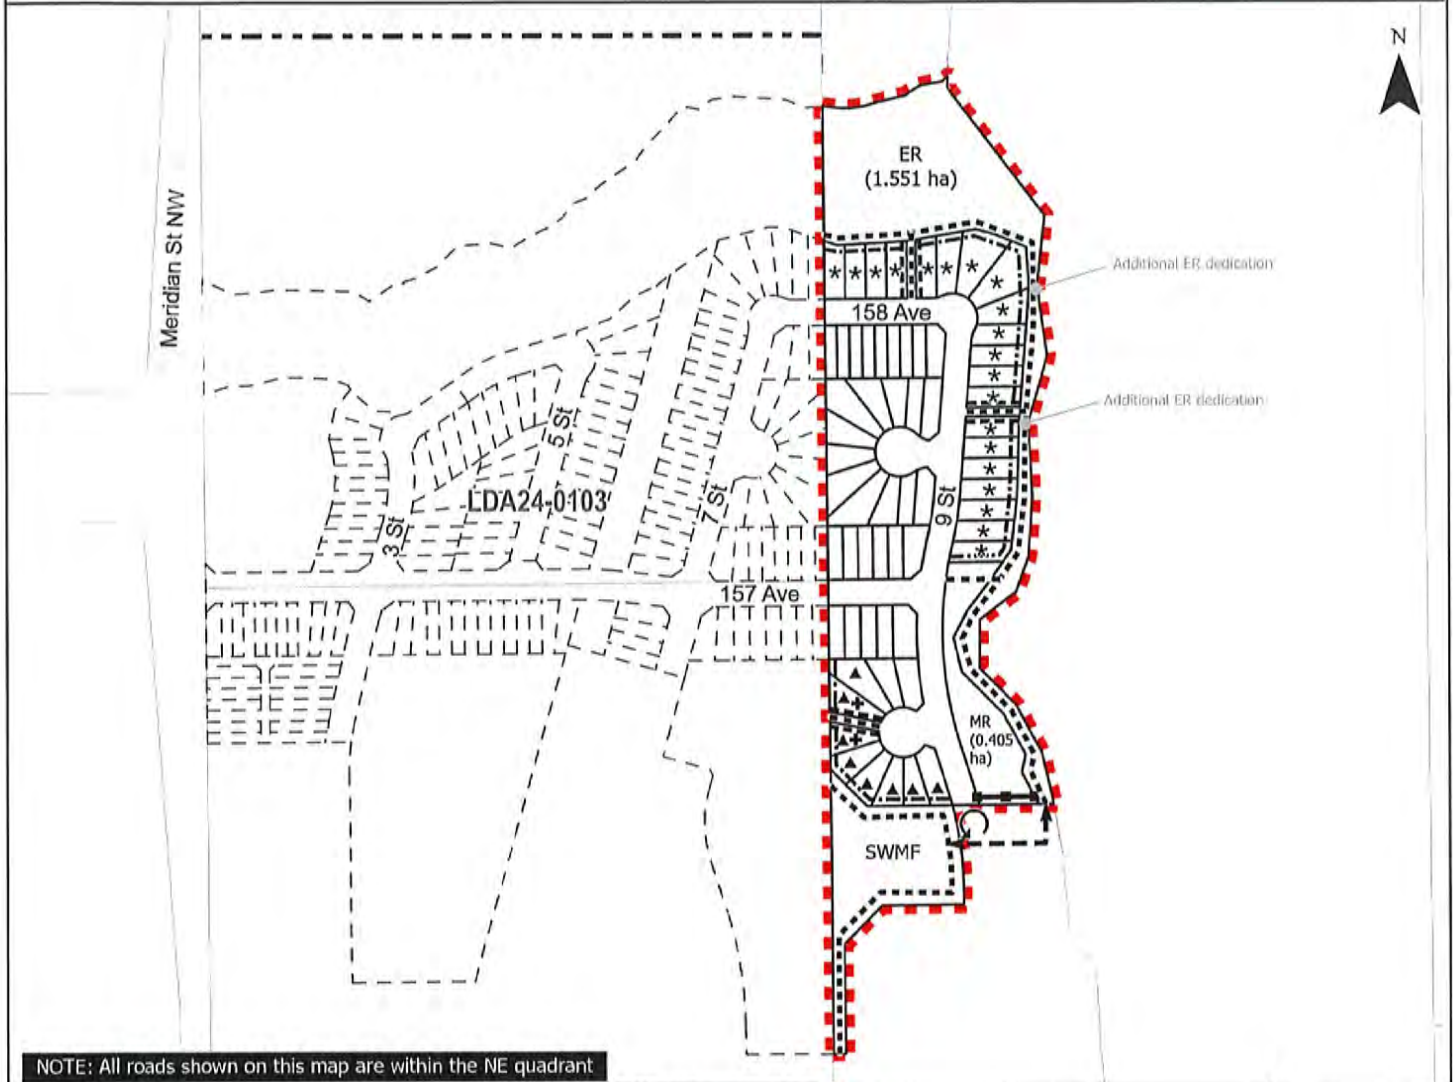 N
ER
(1.551 ha)
Meridian St NW
Additional ER dedication
158 Ave
Additional ER dedication
5 St
LDA24-0103
7 St
9 St
3 St
157 Ave
MR
(0.405
ha)
SWMF
NOTE: All roads shown on this map are within the NE quadrant